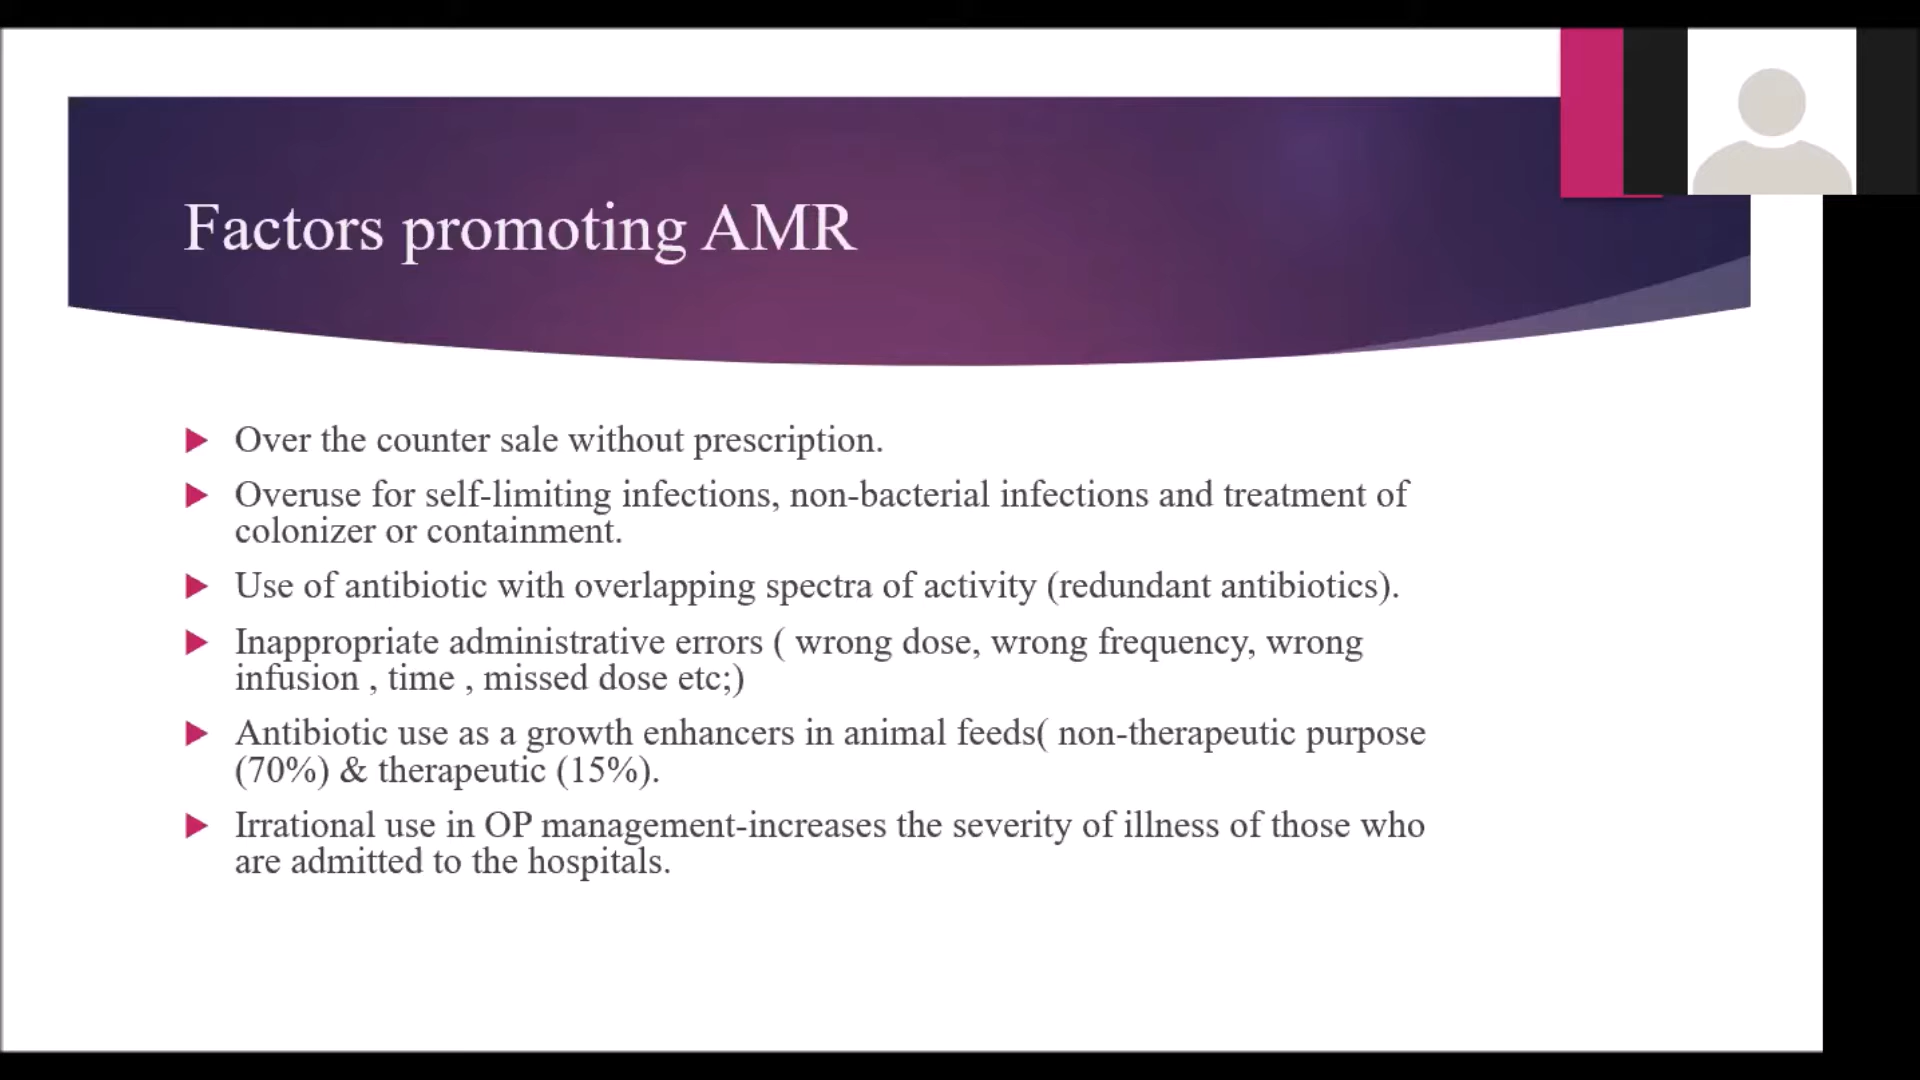 Factors promoting AMR
Over the counter sale without prescription.
Overuse for self-limiting infections, non-bacterial infections and treatment of
colonizer or containment.
Use of antibiotic with overlapping spectra of activity (redundant antibiotics).
Inappropriate administrative errors ( wrong dose, wrong frequency, wrong
infusion , time , missed dose etc;)
Antibiotic use as a growth enhancers in animal feeds( non-therapeutic purpose
(70%) & therapeutic (15%).
Irrational use in OP management-increases the severity of illness of those who
are admitted to the hospitals.